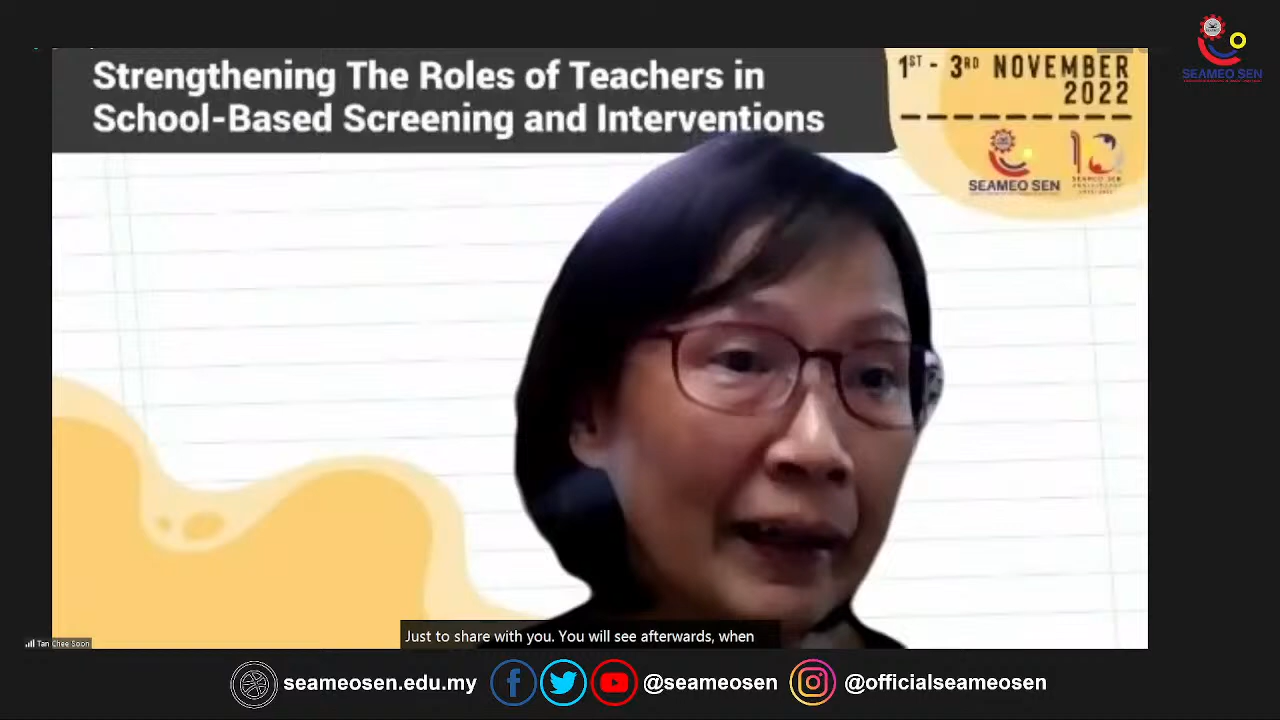 SEAMEO SEN
Strengthening The Roles of Teachers in
School-Based Screening and Interventions
1ST - 3RD NOVEMBER
2022
SEAMEO SEN
10
Tan Chee Soon
Just to share with you. You will see afterwards, when
seameosen.edu.my
@seameosen
@officialseameosen